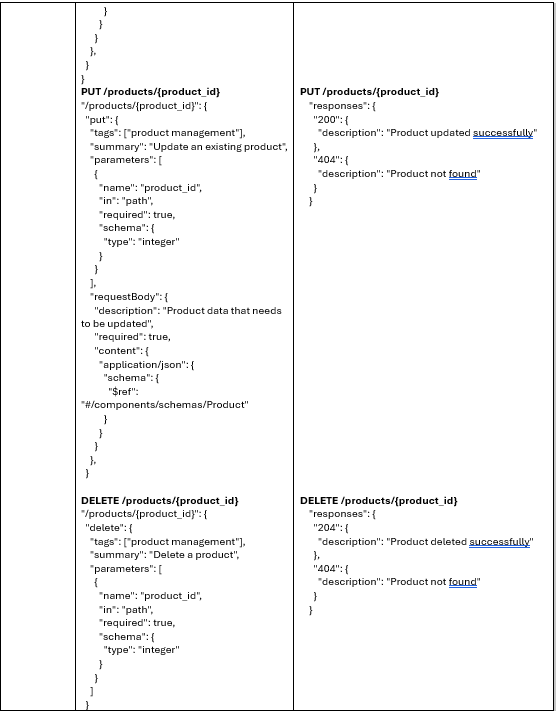 }
}
}
},
}
}
PUT /products/{product_id}
"/products/{product_id}": {
"put": {
"tags": ["product management"],
"summary": "Update an existing product",
"parameters": [
{
"name": "product_id",
"in": "path",
"required": true,
"schema": {
"type": "integer"
}
}
],
"requestBody": {
"description": "Product data that needs
to be updated",
"required": true,
"content": {
"application/json": {
"schema": {
"$ref":
"#/components/schemas/Product"
}
}
}
},
}
DELETE /products/{product_id}
"/products/{product_id}": {
"delete": {
"tags": ["product management"],
"summary": "Delete a product",
"parameters": [
{
"name": "product_id",
"in": "path",
"required": true,
"schema": {
"type": "integer"
}
}
]
}
PUT /products/{product_id}
"responses": {
"200": {
"description": "Product updated successfully"
},
"404": {
"description": "Product not found"
}
}
DELETE /products/{product_id}
"responses": {
"204": {
"description": "Product deleted successfully"
},
"404": {
"description": "Product not found"
}
}